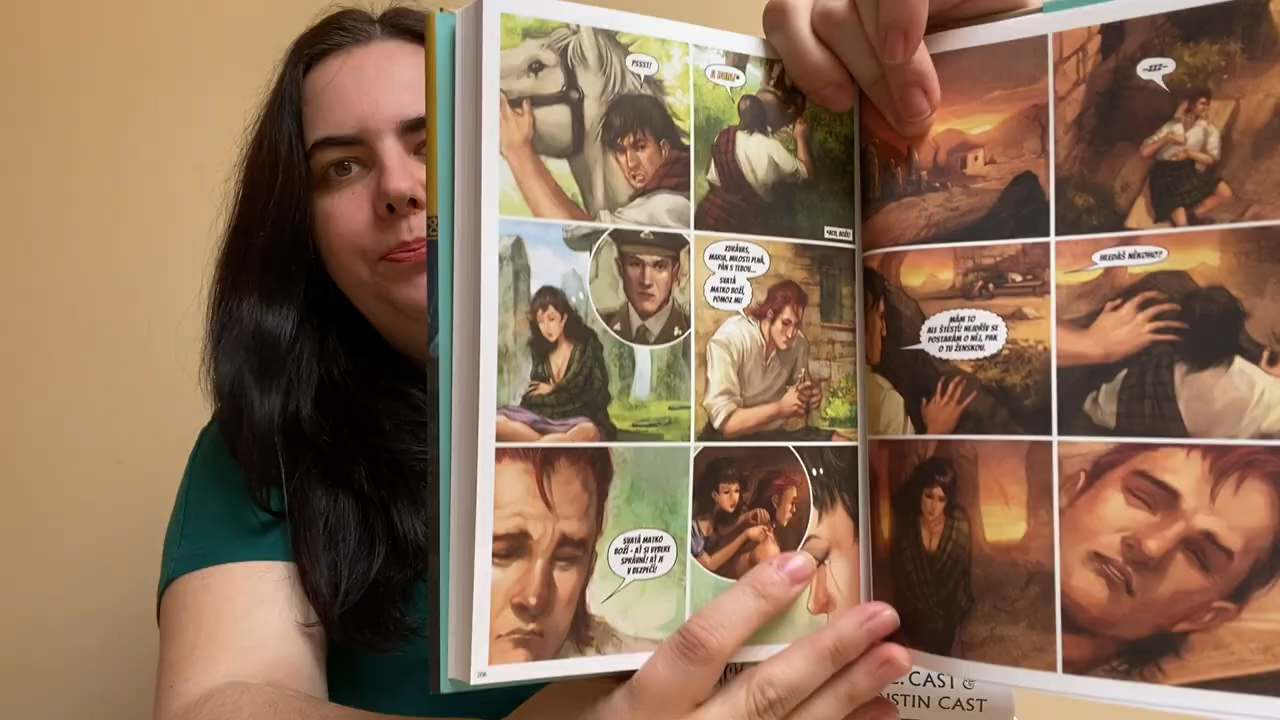 PSSST!
*ACH, BOŽE!
ZDRÁVAS,
MARIA, MILOSTI PLNÁ,
PÁN S TEBOU...
SVATÁ
MATKO BOŽÍ,
POMOZ MI!
SVATÁ MATKO
BOŽÍ - AŤ SI VYBERE
SPRÁVNĚ! AŤ JE
V BEZPEČÍ!
206
--ZZZ--
MÁM TO
ALE ŠTĚSTÍ! NEJDŘÍV SE
POSTARÁM O NĚJ, PAK
O TU ŽENSKOU.
HLEDÁŠ NĚKOHO?
CAST &
STIN CAST